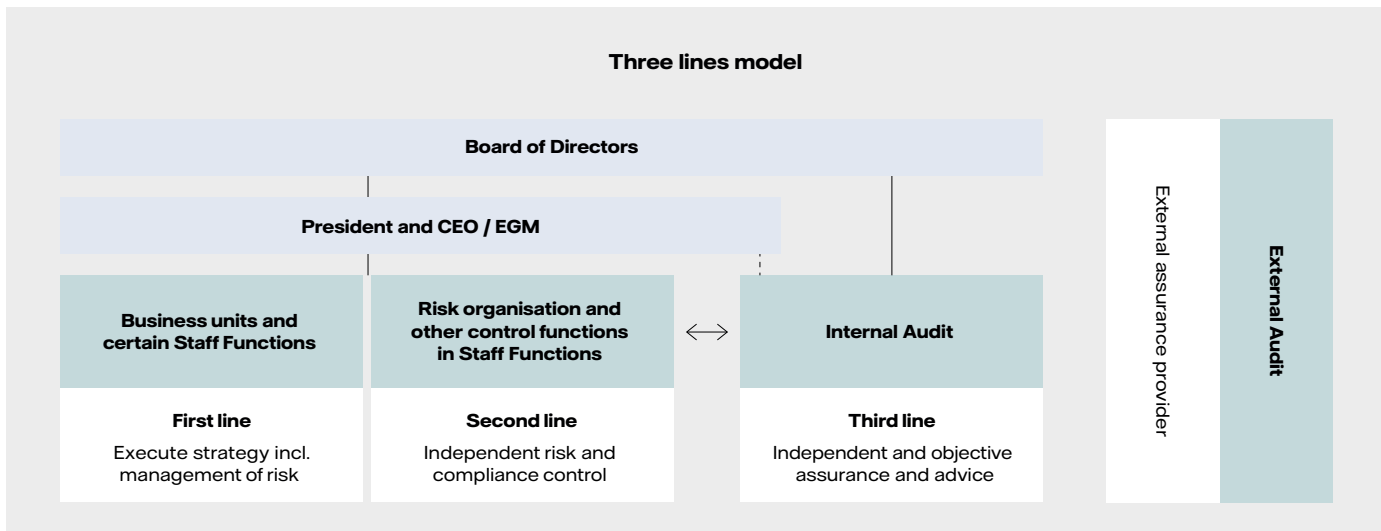 Three lines model
Board of Directors
President and CEO / EGM
Business units and
certain Staff Functions
Risk organisation and
other control functions
in Staff Functions
Internal Audit
First line
Execute strategy incl.
management of risk
Second line
Independent risk and
compliance control
Third line
Independent and objective
assurance and advice
External assurance provider
External Audit